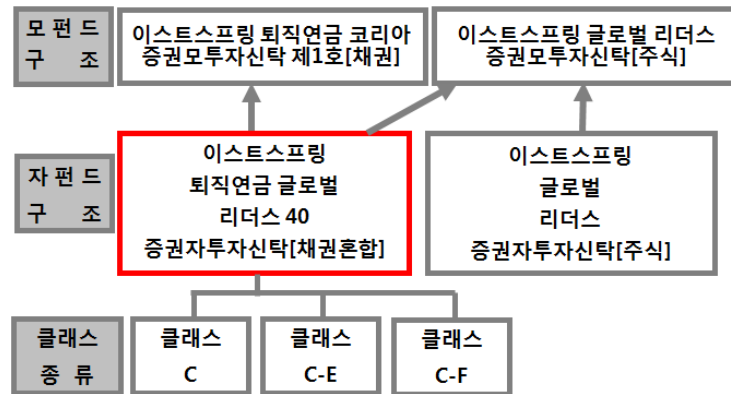 모 펀 드
구 조
이스트스프링 퇴직연금 코리아
증권모투자신탁 제1호[채권]
이스트스프링 글로벌 리더스
증권모투자신탁[주식]
자 펀 드
구 조
이스트스프링
퇴직연금 글로벌
리더스 40
증권자투자신탁[채권혼합]
이스트스프링
글로벌
리더스
증권자투자신탁[주식]
클래스
종 류
클래스
C
클래스
C-E
클래스
C-F